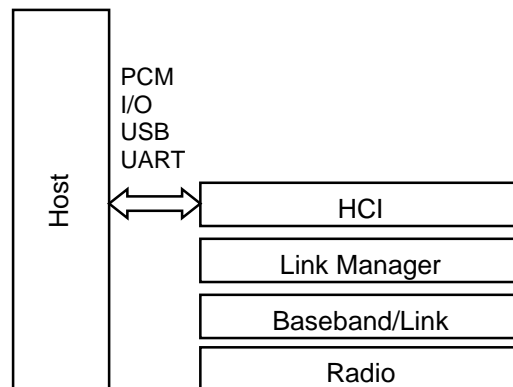 Host
PCM
I/O
USB
UART
HCI
Link Manager
Baseband/Link
Radio